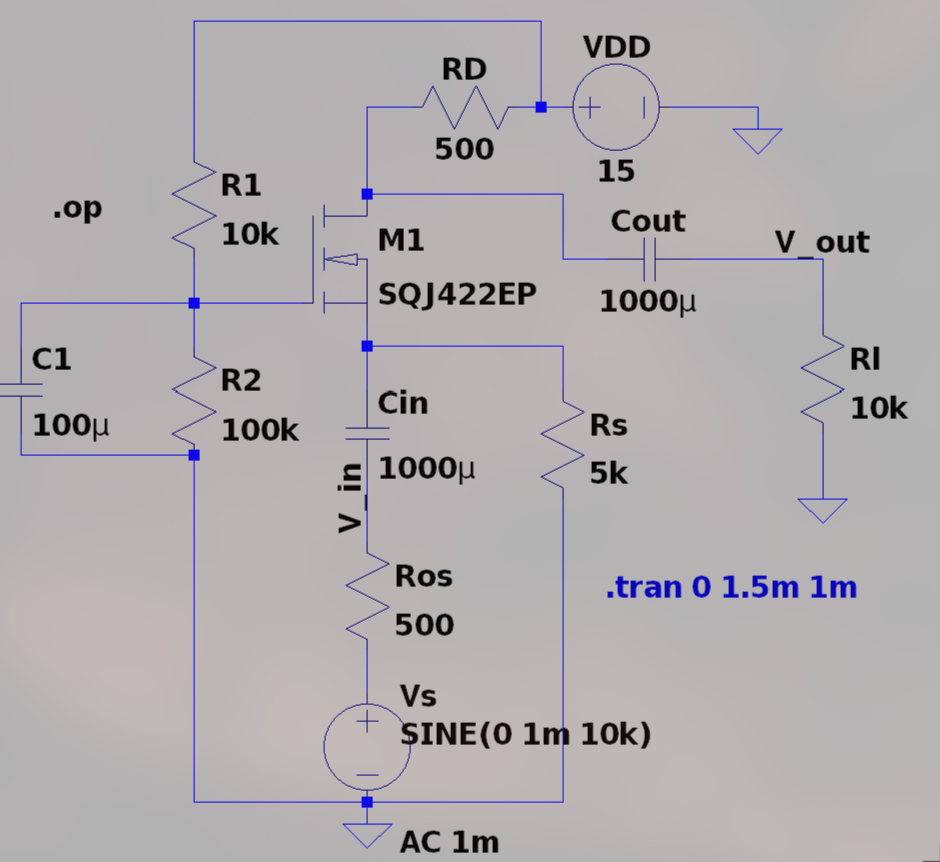 VDD
RD
500
15
.op
R1
10k
M1
SQJ422EP
Cout
1000µ
V_out
C1
100µ
R2
100k
Cin
1000µ
Rs
5k
Rl
10k
V_in
Ros
500
.tran 0 1.5m 1m
Vs
SINE(0 1m 10k)
AC 1m